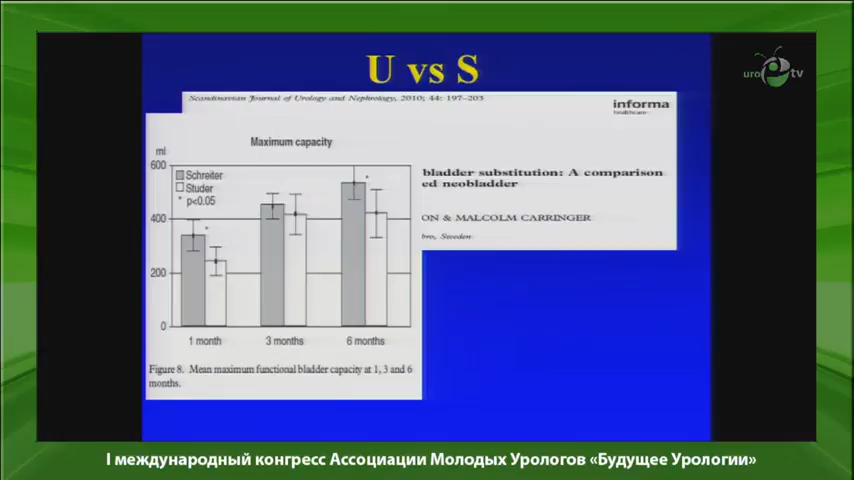 U vs S
uro tv
Scandinavian Journal of Urology and Nephrology, 2010; 44: 197–203
informa
healthcare
bladder substitution: A comparison
ed neobladder
ON & MALCOLM CARRINGER
bro, Sweden
Maximum capacity
ml
600
400
200
0
Schreiter
Studer
* p<0.05
*
*
1 month
3 months
6 months
Figure 8. Mean maximum functional bladder capacity at 1, 3 and 6
months.
I международный конгресс Ассоциации Молодых Урологов «Будущее Урологии»